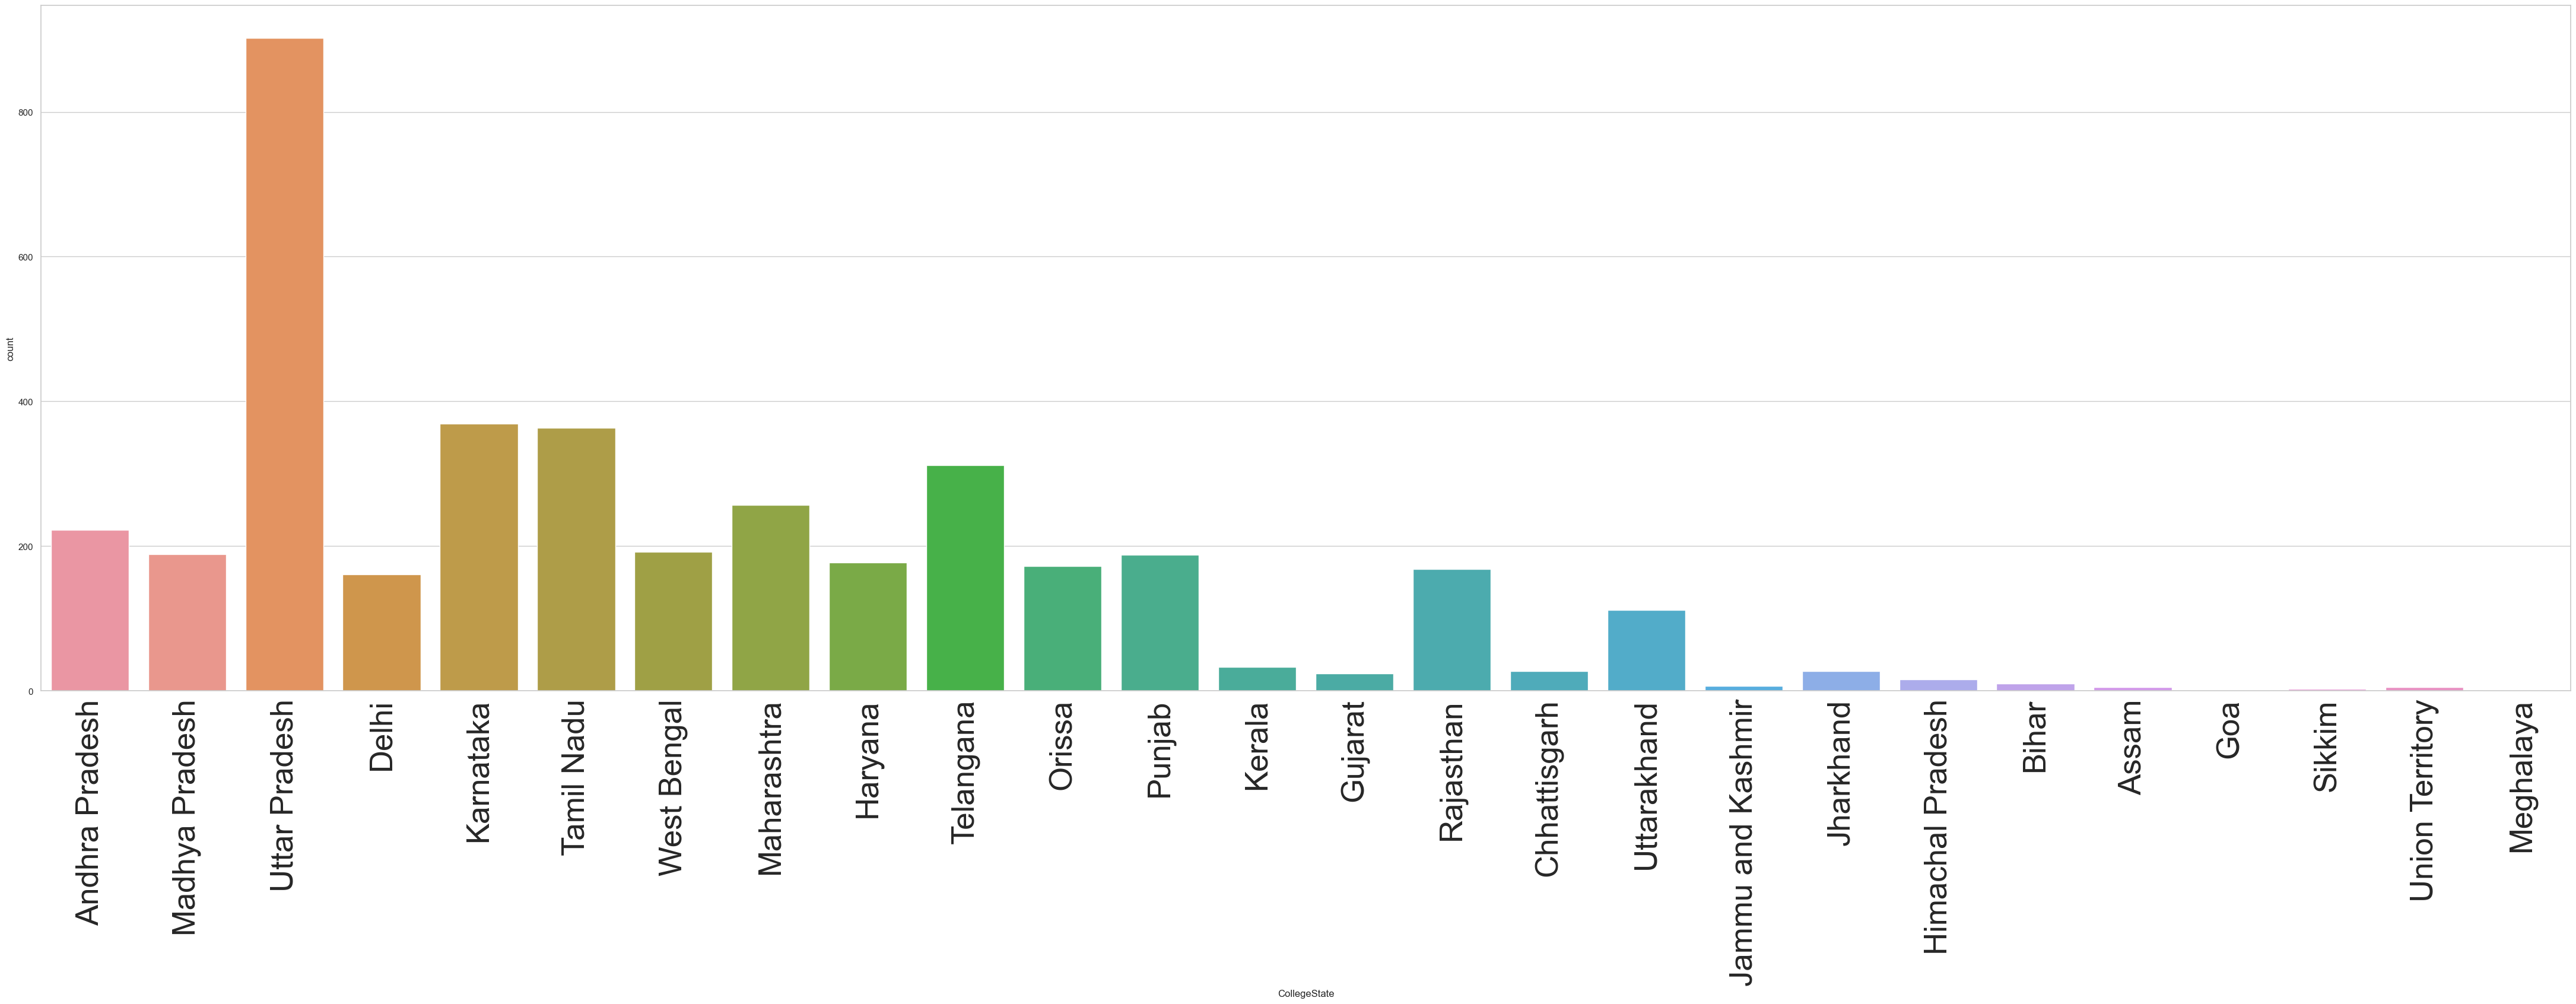 800
600
400
200
0
count
Andhra Pradesh
Madhya Pradesh
Uttar Pradesh
Delhi
Karnataka
Tamil Nadu
West Bengal
Maharashtra
Haryana
Telangana
Orissa
Punjab
Kerala
Gujarat
Rajasthan
Chhattisgarh
Uttarakhand
Jammu and Kashmir
Jharkhand
Himachal Pradesh
Bihar
Assam
Goa
Sikkim
Union Territory
Meghalaya
CollegeState